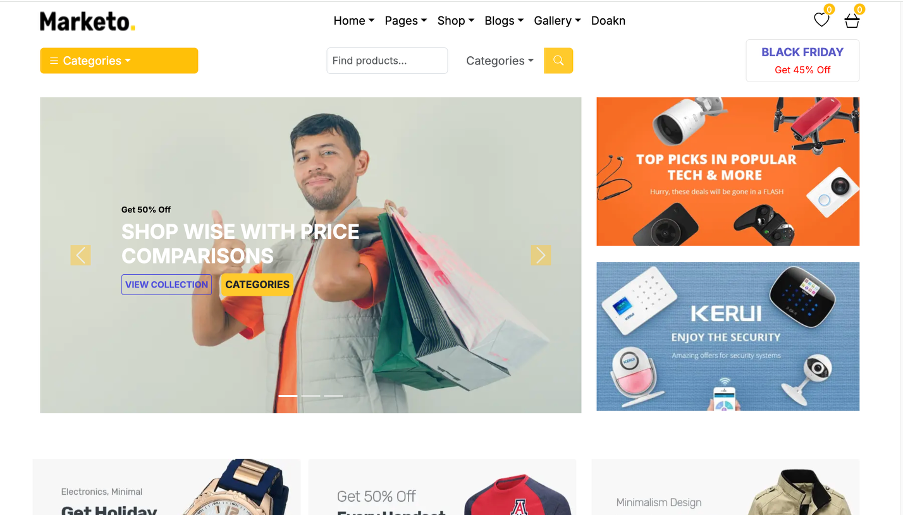 Marketo.
Home Pages Shop Blogs Gallery Doakn
0
0
Categories
Find products...
Categories
BLACK FRIDAY
Get 45% Off
Get 50% Off
SHOP WISE WITH PRICE
COMPARISONS
VIEW COLLECTION
CATEGORIES
TOP PICKS IN POPULAR
TECH & MORE
Hurry, these deals will be gone in a FLASH
KERUI
ENJOY THE SECURITY
Amazing offers for security systems
Electronics, Minimal
Get Holiday
Get 50% Off
Every Handset
A
Minimalism Design